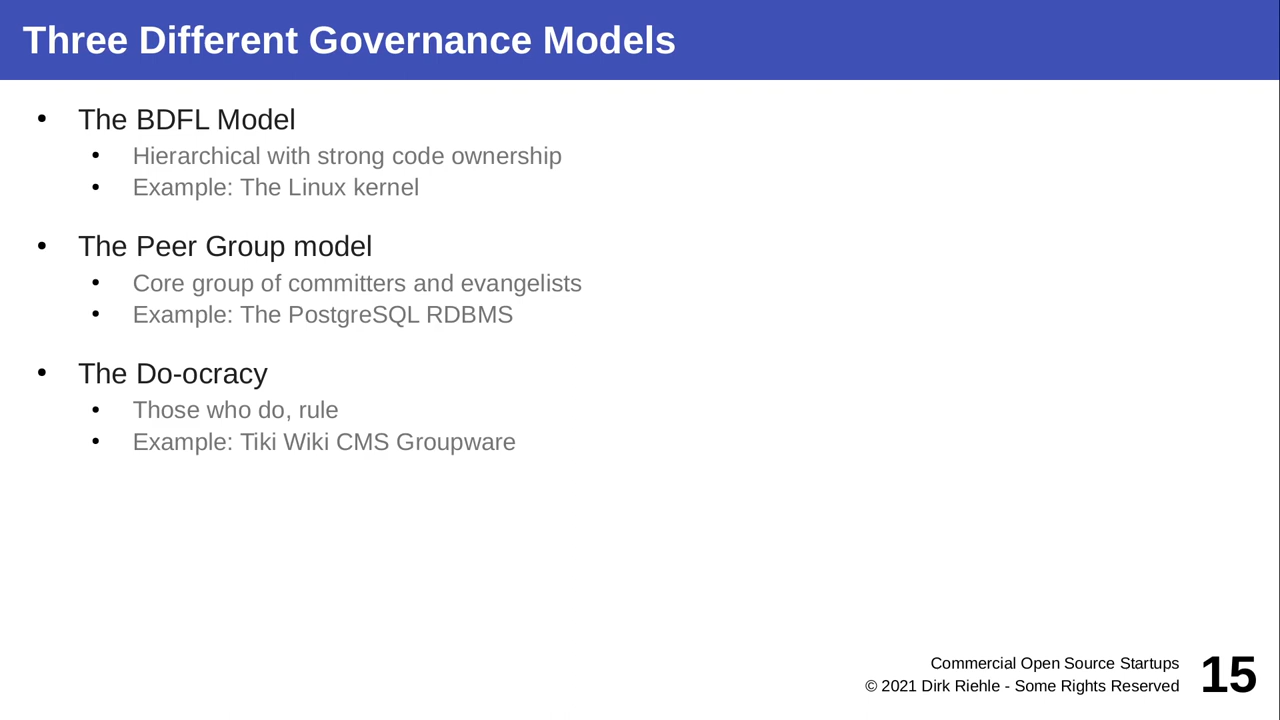 Three Different Governance Models
• The BDFL Model
• Hierarchical with strong code ownership
• Example: The Linux kernel
• The Peer Group model
• Core group of committers and evangelists
• Example: The PostgreSQL RDBMS
• The Do-ocracy
• Those who do, rule
• Example: Tiki Wiki CMS Groupware
Commercial Open Source Startups
© 2021 Dirk Riehle - Some Rights Reserved
15